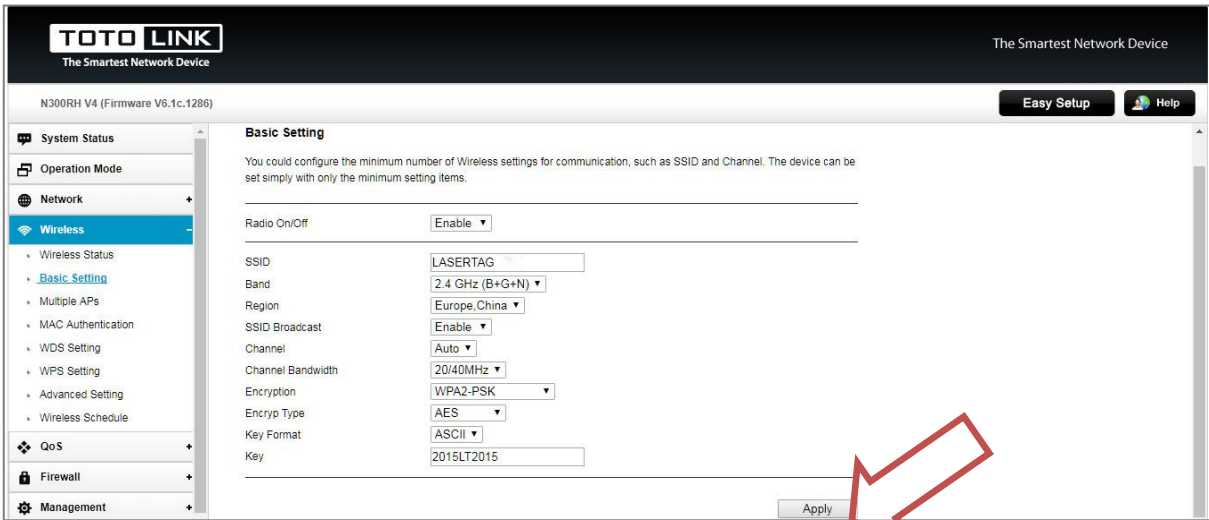 TOTO LINK
The Smartest Network Device
The Smartest Network Device
N300RH V4 (Firmware V6.1c.1286)
Easy Setup
Help
System Status
Operation Mode
Network +
Wireless -
Wireless Status
Basic Setting
Multiple APs
MAC Authentication
WDS Setting
WPS Setting
Advanced Setting
Wireless Schedule
QoS +
Firewall +
Management +
Basic Setting
You could configure the minimum number of Wireless settings for communication, such as SSID and Channel. The device can be
set simply with only the minimum setting items.
Radio On/Off Enable
SSID LASERTAG
Band 2.4 GHz (B+G+N)
Region Europe,China
SSID Broadcast Enable
Channel Auto
Channel Bandwidth 20/40MHz
Encryption WPA2-PSK
Encryp Type AES
Key Format ASCII
Key 2015LT2015
Apply